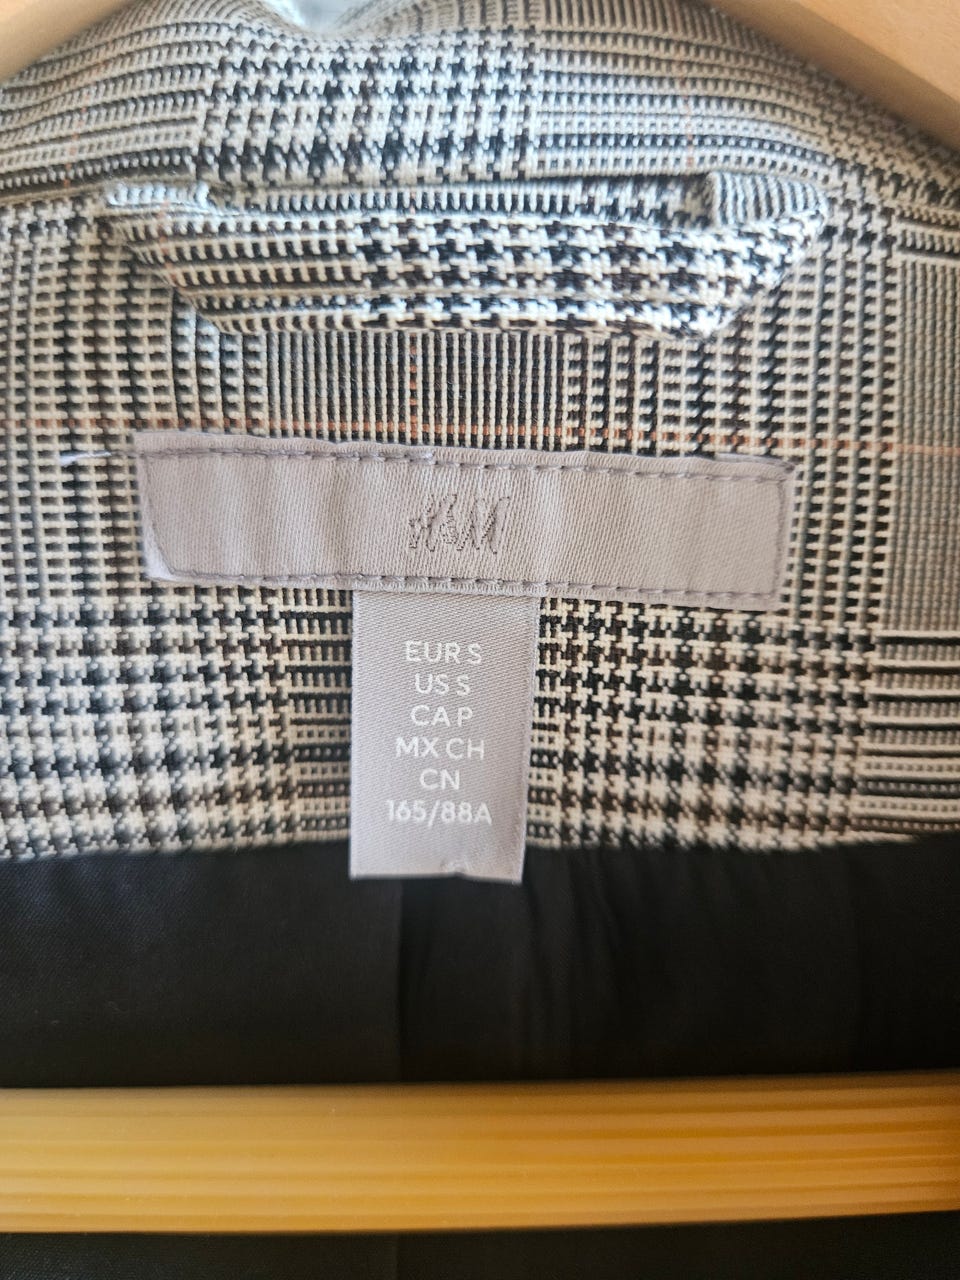 H&M
EUR S
US S
CA P
MX CH
CN
165/88A